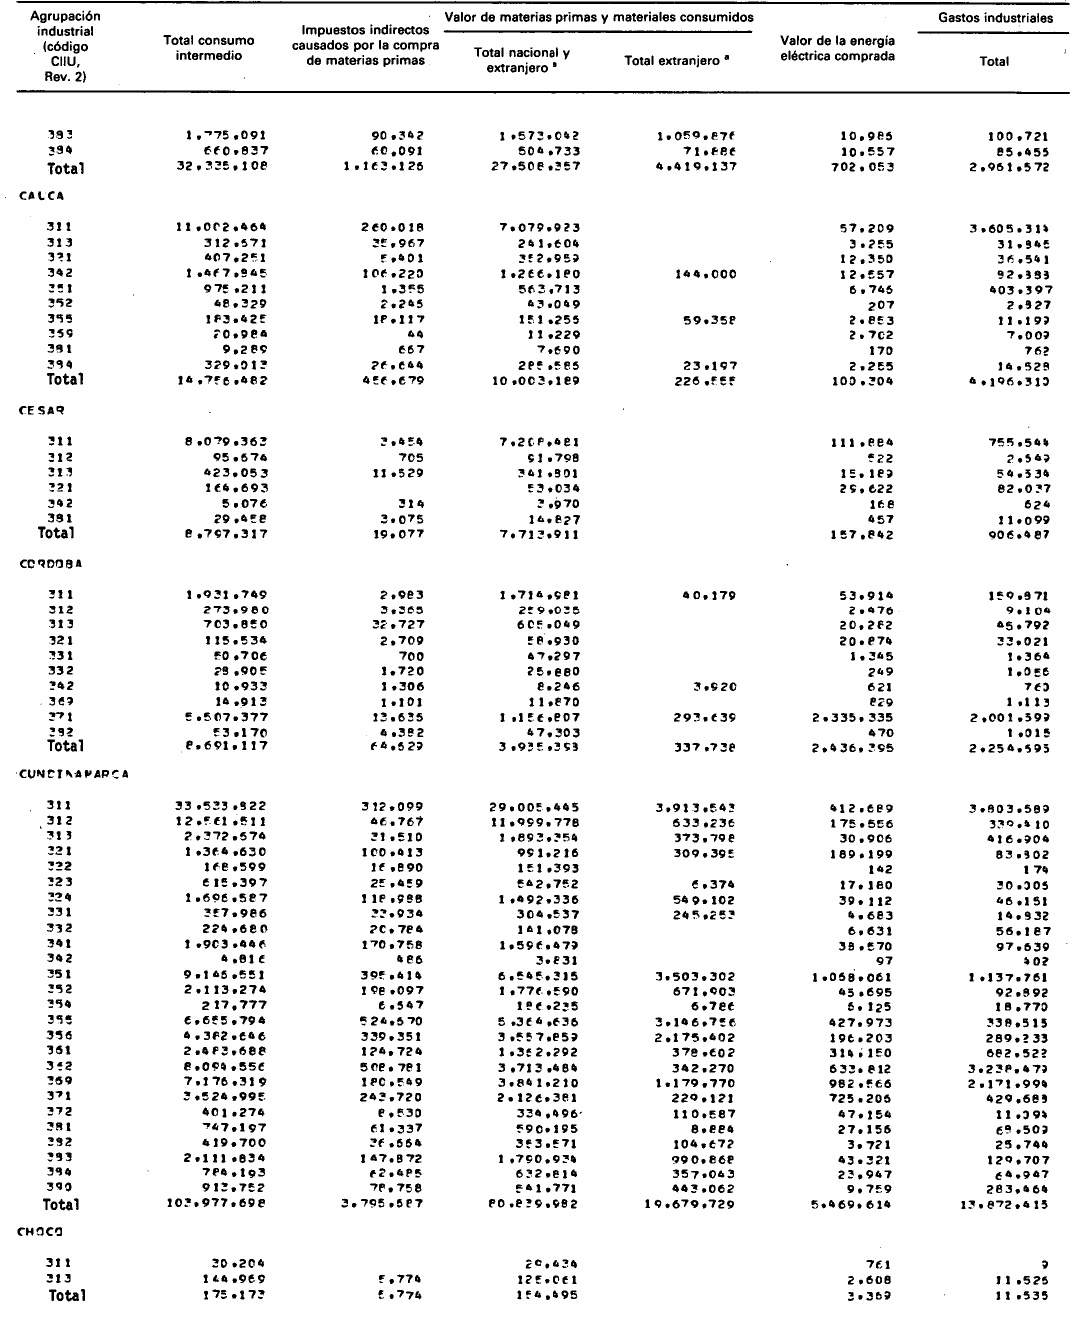 Agrupación industrial (código CIIU, Rev. 2) Total consumo intermedio Impuestos indirectos causados por la compra de materias primas Valor de materias primas y materiales consumidos Total nacional y extranjero ª Total extranjero ª Valor de la energía eléctrica comprada Gastos industriales Total
383 1.775.091 90.342 1.573.042 1.059.876 10.985 100.721
394 660.837 60.091 504.733 71.886 10.557 85.455
Total 32.335.108 1.163.126 27.508.357 4.419.137 702.053 2.961.572
CAUCA
311 11.002.464 260.018 7.079.923 57.209 3.605.314
313 312.571 35.967 241.604 3.255 31.845
321 407.251 5.401 352.959 12.350 36.541
342 1.467.845 106.220 1.266.180 144.000 12.557 82.888
351 975.211 1.355 563.713 6.746 403.397
352 48.329 2.245 43.049 207 2.827
355 183.425 18.117 151.255 59.358 2.853 11.199
359 20.984 44 11.229 2.702 7.009
381 9.289 667 7.690 170 762
394 329.013 26.644 285.585 23.197 2.255 14.528
Total 14.756.482 456.679 10.003.189 226.555 100.304 4.196.310
CESAR
311 8.079.363 3.454 7.208.481 111.884 755.544
312 95.674 705 91.798 522 2.649
313 423.053 11.529 341.801 15.189 54.534
321 164.693 53.034 29.622 82.037
342 5.076 314 3.970 168 624
381 29.458 3.075 14.827 457 11.099
Total 8.797.317 19.077 7.713.911 157.842 906.487
CORDOBA
311 1.931.749 2.983 1.714.981 40.179 53.914 159.871
312 273.980 3.365 259.035 2.476 9.104
313 703.850 32.727 605.049 20.282 45.792
321 115.534 2.709 58.930 20.874 33.021
331 50.706 700 47.297 1.345 1.364
332 28.905 1.720 25.880 249 1.056
342 10.933 1.306 8.246 3.920 621 760
369 14.913 1.101 11.870 829 1.113
371 5.507.377 13.635 1.156.807 293.639 2.335.335 2.001.599
382 53.170 4.382 47.303 470 1.015
Total 8.691.117 64.629 3.935.398 337.738 2.436.395 2.254.695
CUNDINAMARCA
311 33.533.822 312.099 29.005.445 3.913.543 412.689 3.803.589
312 12.561.511 46.767 11.999.778 633.236 175.556 339.410
313 2.372.574 31.510 1.893.354 373.798 30.906 416.904
321 1.364.630 100.413 991.216 309.395 189.199 83.802
322 168.599 16.890 151.393 142 174
323 615.397 25.459 542.752 6.374 17.180 30.005
324 1.696.587 118.988 1.492.336 549.102 39.112 46.151
331 357.986 33.934 304.537 245.253 4.683 14.832
332 224.680 20.784 141.078 6.631 56.187
341 1.903.446 170.758 1.596.479 38.570 97.639
342 4.816 486 3.831 97 402
351 9.146.551 395.414 6.545.315 3.503.302 1.068.061 1.137.761
352 2.113.274 198.097 1.776.590 671.903 45.695 92.892
354 217.777 6.547 186.235 6.786 6.125 18.770
355 6.655.794 524.570 5.364.636 3.146.756 427.973 338.515
356 4.382.646 339.351 3.557.859 2.175.402 196.203 289.233
361 2.483.688 124.724 1.362.292 378.602 314.150 682.522
362 8.094.556 508.781 3.713.484 342.270 633.812 3.238.479
369 7.176.319 180.549 3.841.210 1.179.770 982.566 2.171.994
371 3.524.995 243.720 2.126.381 229.121 725.206 429.688
372 401.274 8.530 334.496 110.587 47.154 11.094
381 747.197 61.337 590.195 8.884 27.156 68.509
382 419.700 36.664 353.571 104.672 3.721 25.744
383 2.111.834 147.872 1.790.934 990.868 43.321 129.707
394 784.193 62.485 632.814 357.043 23.947 64.947
390 913.752 78.758 541.771 443.062 9.759 283.464
Total 103.977.698 3.795.587 80.839.982 19.679.729 5.469.614 13.872.415
CHOCO
311 30.204 29.434 761 9
313 144.969 5.774 125.061 2.608 11.526
Total 175.173 5.774 154.495 3.369 11.535